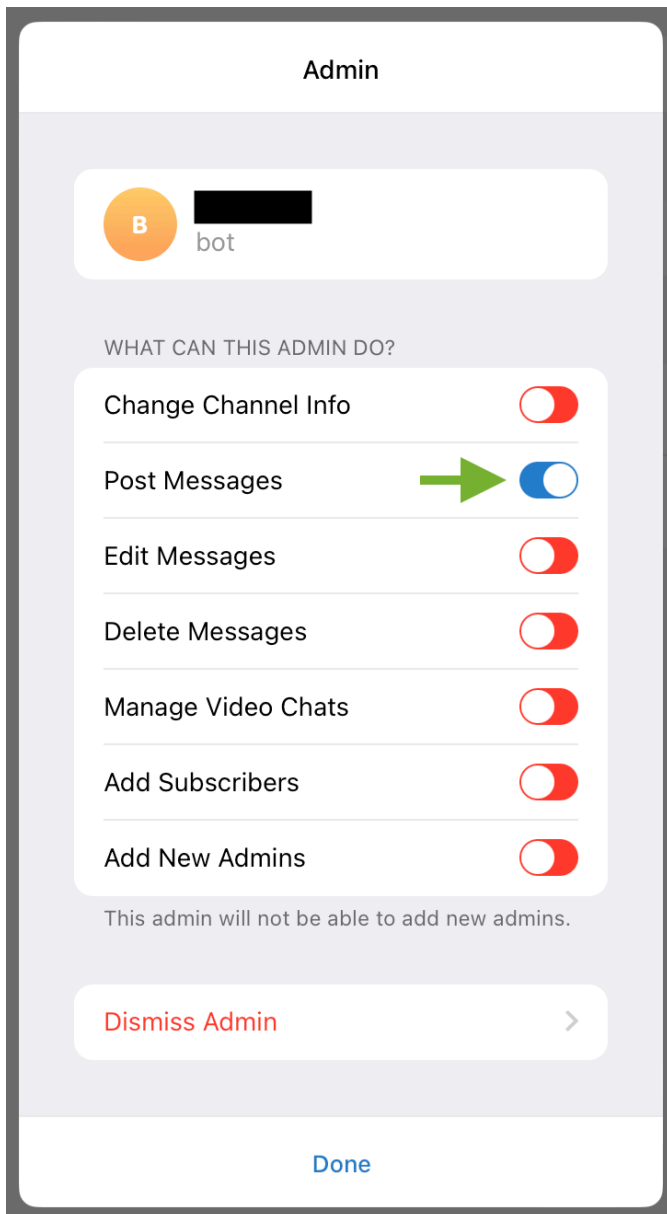 Admin
B
bot
WHAT CAN THIS ADMIN DO?
Change Channel Info
Post Messages
Edit Messages
Delete Messages
Manage Video Chats
Add Subscribers
Add New Admins
This admin will not be able to add new admins.
Dismiss Admin
Done